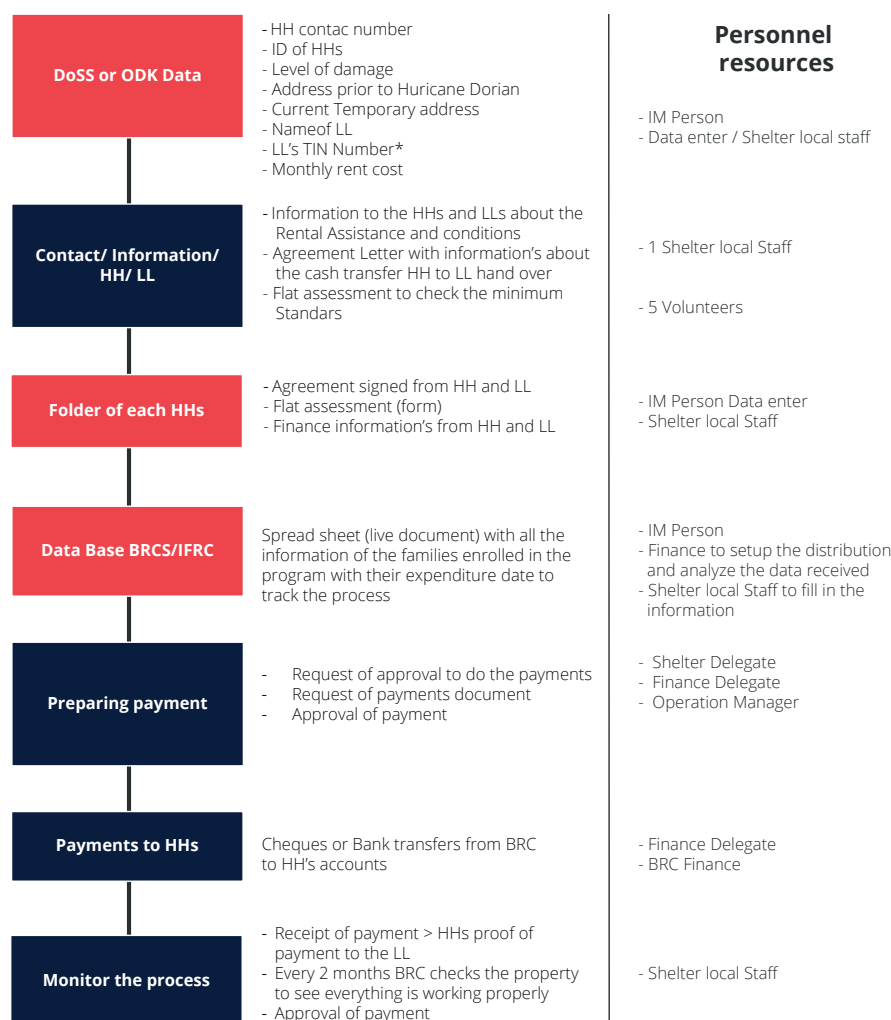 DoSS or ODK Data
- HH contac number
- ID of HHs
- Level of damage
- Address prior to Huricane Dorian
- Current Temporary address
- Nameof LL
- LL's TIN Number*
- Monthly rent cost
Personnel
resources
- IM Person
- Data enter / Shelter local staff
Contact/ Information/
HH/ LL
- Information to the HHs and LLs about the
Rental Assistance and conditions
- Agreement Letter with information's about
the cash transfer HH to LL hand over
- Flat assessment to check the minimum
Standars
- 1 Shelter local Staff
- 5 Volunteers
Folder of each HHs
- Agreement signed from HH and LL
- Flat assessment (form)
- Finance information's from HH and LL
- IM Person Data enter
- Shelter local Staff
Data Base BRCS/IFRC
Spread sheet (live document) with all the
information of the families enrolled in the
program with their expenditure date to
track the process
- IM Person
- Finance to setup the distribution
and analyze the data received
- Shelter local Staff to fill in the
information
Preparing payment
- Request of approval to do the payments
- Request of payments document
- Approval of payment
- Shelter Delegate
- Finance Delegate
- Operation Manager
Payments to HHs
Cheques or Bank transfers from BRC
to HH's accounts
- Finance Delegate
- BRC Finance
Monitor the process
- Receipt of payment > HHs proof of
payment to the LL
- Every 2 months BRC checks the property
to see everything is working properly
- Approval of payment
- Shelter local Staff